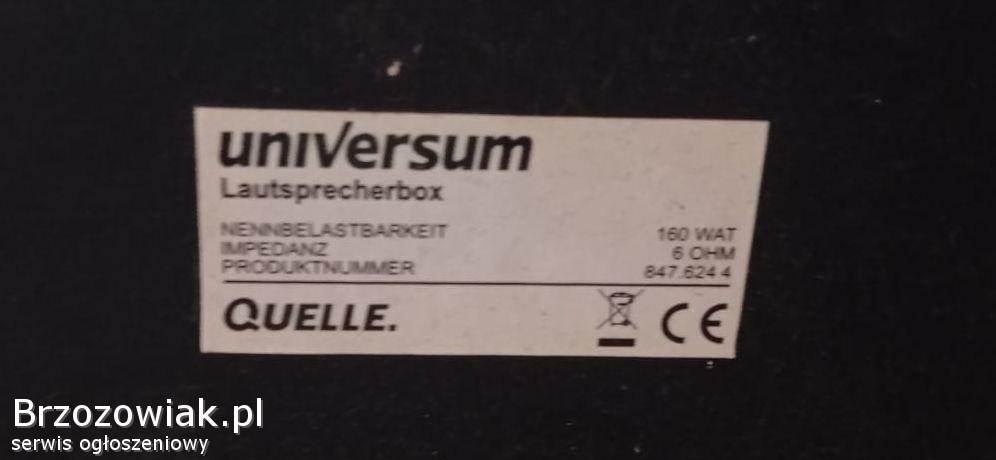 universum
Lautsprecherbox
NENNBELASTBARKEIT 160 WAT
IMPEDANZ 6 OHM
PRODUKTNUMMER 847.624 4
QUELLE. CE
Brzozowiak.pl
serwis ogłoszeniowy